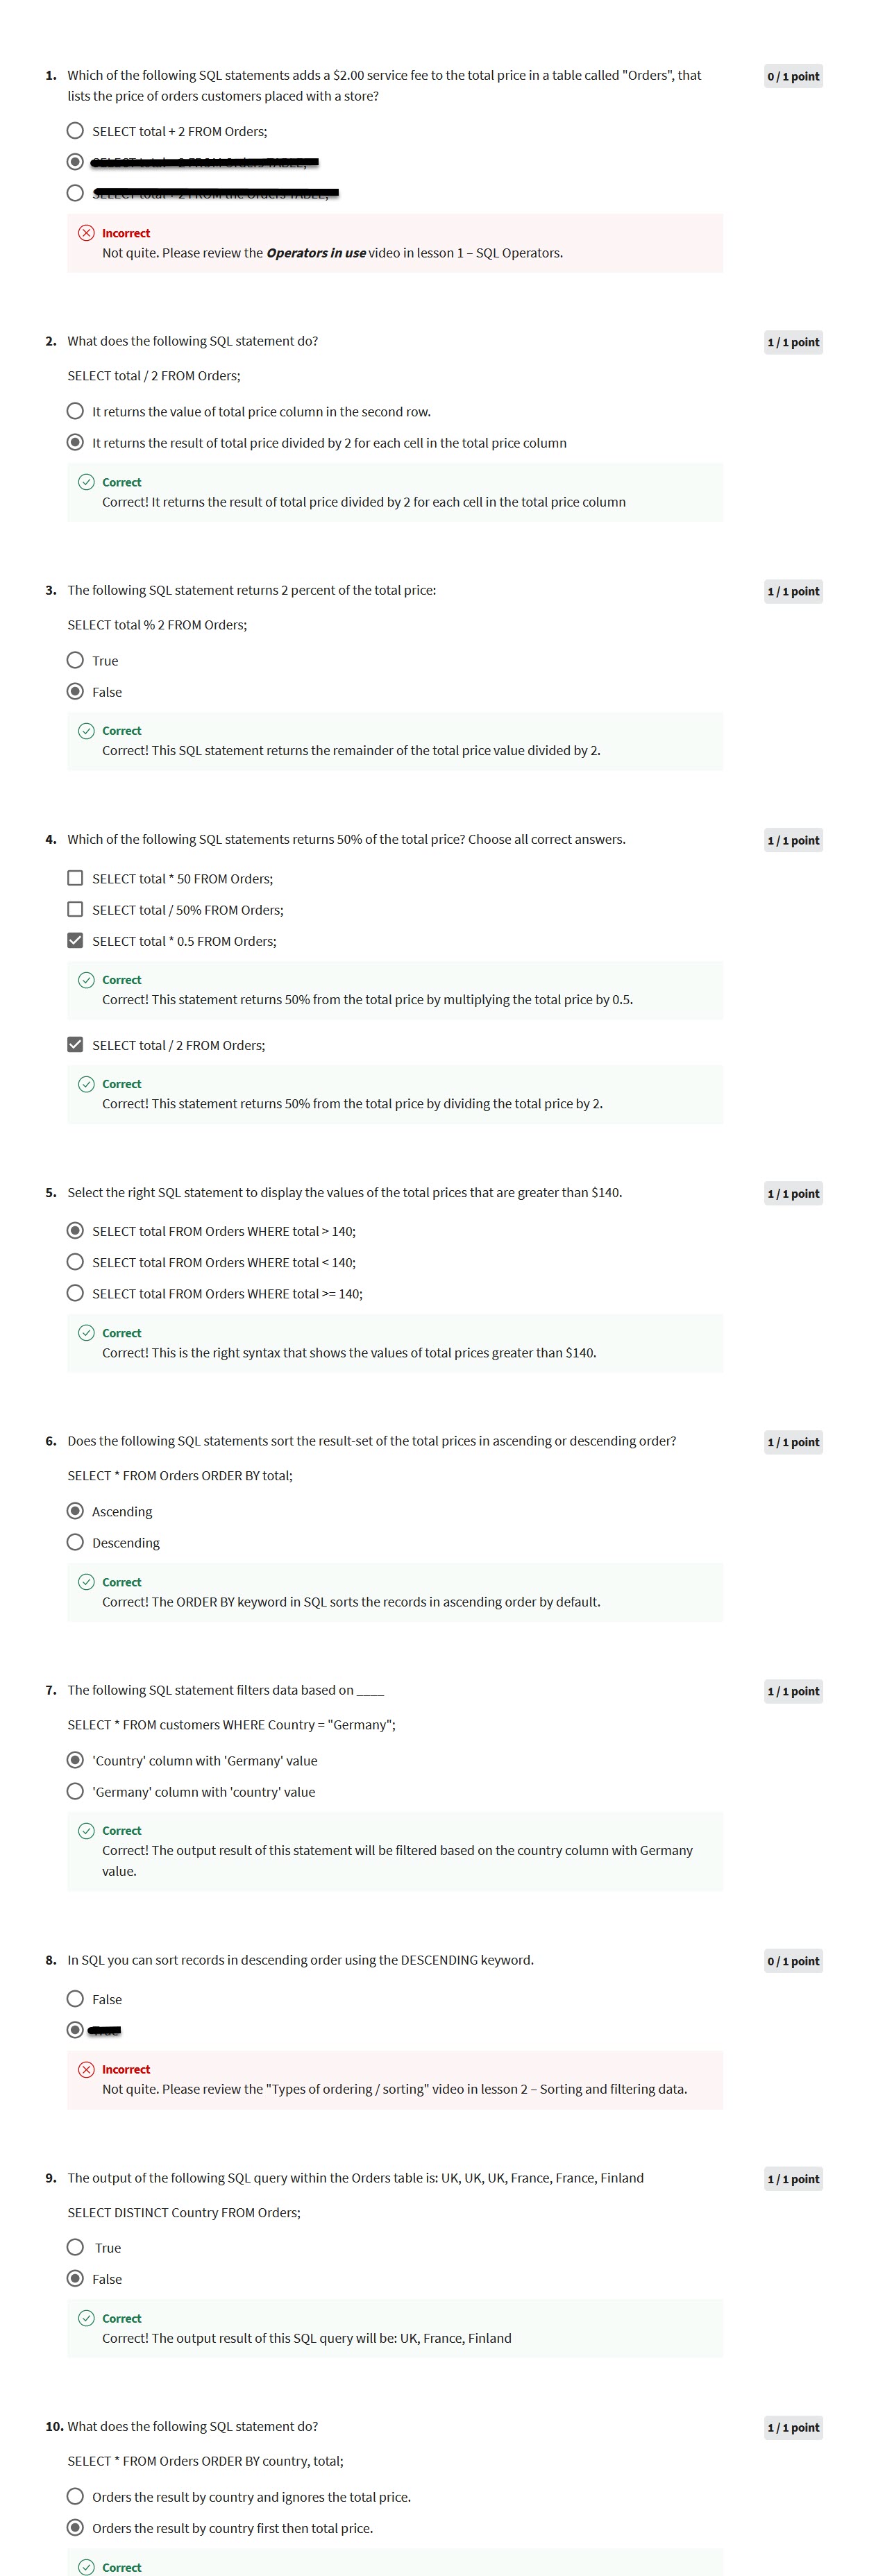 1. Which of the following SQL statements adds a $2.00 service fee to the total price in a table called "Orders", that
lists the price of orders customers placed with a store?
0 / 1 point
SELECT total + 2 FROM Orders;
Incorrect
Not quite. Please review the Operators in use video in lesson 1 – SQL Operators.
2. What does the following SQL statement do?
1 / 1 point
SELECT total / 2 FROM Orders;
It returns the value of total price column in the second row.
It returns the result of total price divided by 2 for each cell in the total price column
Correct
Correct! It returns the result of total price divided by 2 for each cell in the total price column
3. The following SQL statement returns 2 percent of the total price:
1 / 1 point
SELECT total % 2 FROM Orders;
True
False
Correct
Correct! This SQL statement returns the remainder of the total price value divided by 2.
4. Which of the following SQL statements returns 50% of the total price? Choose all correct answers.
1 / 1 point
SELECT total * 50 FROM Orders;
SELECT total / 50% FROM Orders;
SELECT total * 0.5 FROM Orders;
Correct
Correct! This statement returns 50% from the total price by multiplying the total price by 0.5.
SELECT total / 2 FROM Orders;
Correct
Correct! This statement returns 50% from the total price by dividing the total price by 2.
5. Select the right SQL statement to display the values of the total prices that are greater than $140.
1 / 1 point
SELECT total FROM Orders WHERE total > 140;
SELECT total FROM Orders WHERE total < 140;
SELECT total FROM Orders WHERE total >= 140;
Correct
Correct! This is the right syntax that shows the values of total prices greater than $140.
6. Does the following SQL statements sort the result-set of the total prices in ascending or descending order?
1 / 1 point
SELECT * FROM Orders ORDER BY total;
Ascending
Descending
Correct
Correct! The ORDER BY keyword in SQL sorts the records in ascending order by default.
7. The following SQL statement filters data based on ____
1 / 1 point
SELECT * FROM customers WHERE Country = "Germany";
'Country' column with 'Germany' value
'Germany' column with 'country' value
Correct
Correct! The output result of this statement will be filtered based on the country column with Germany
value.
8. In SQL you can sort records in descending order using the DESCENDING keyword.
0 / 1 point
False
Incorrect
Not quite. Please review the "Types of ordering / sorting" video in lesson 2 – Sorting and filtering data.
9. The output of the following SQL query within the Orders table is: UK, UK, UK, France, France, Finland
1 / 1 point
SELECT DISTINCT Country FROM Orders;
True
False
Correct
Correct! The output result of this SQL query will be: UK, France, Finland
10. What does the following SQL statement do?
1 / 1 point
SELECT * FROM Orders ORDER BY country, total;
Orders the result by country and ignores the total price.
Orders the result by country first then total price.
Correct